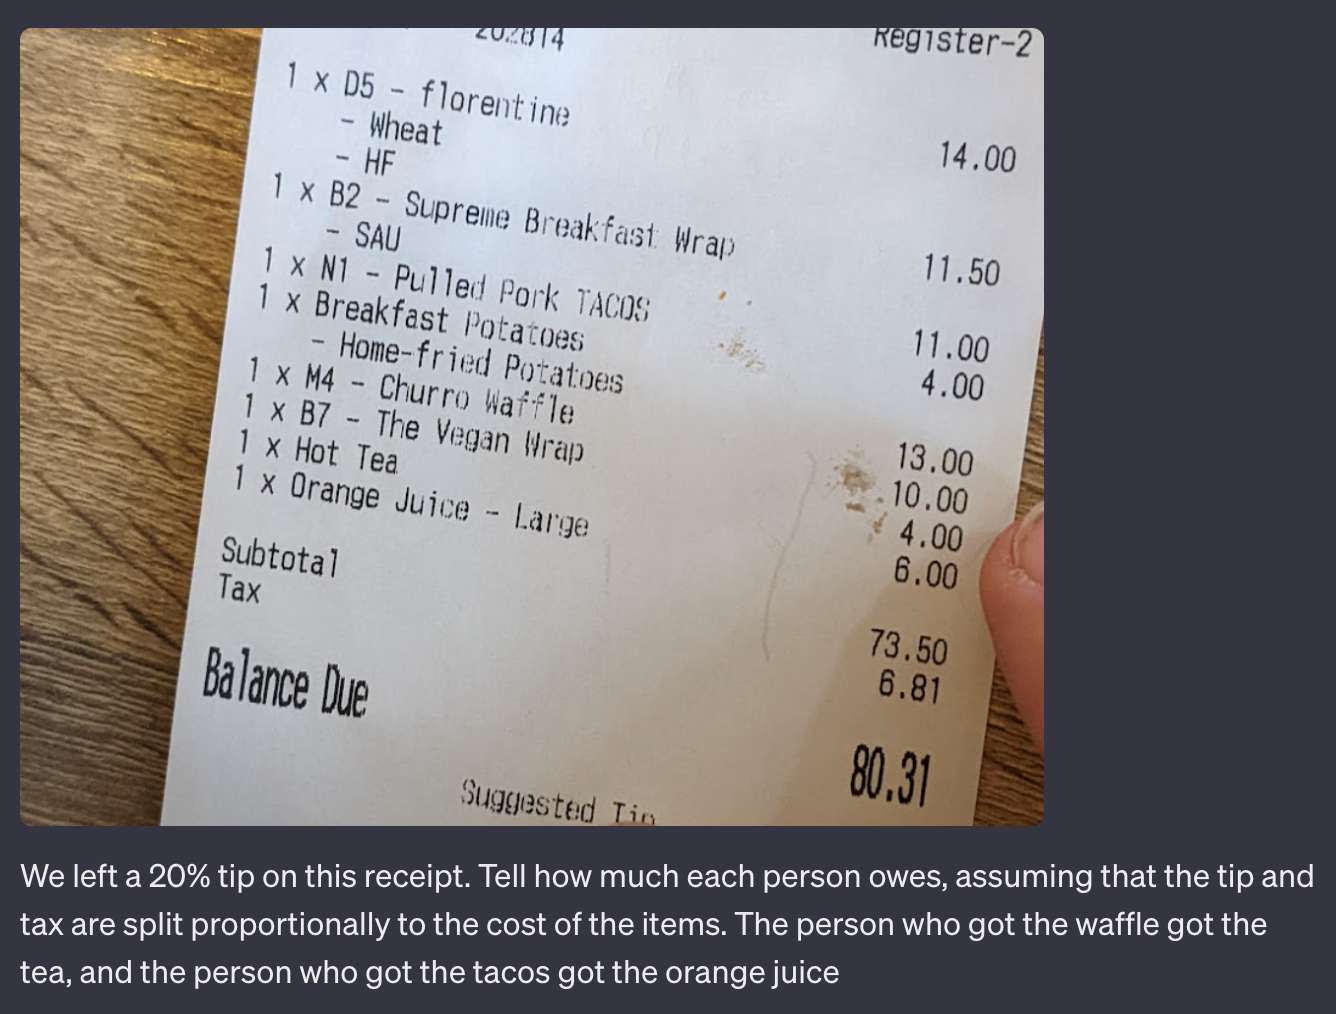 202814 Register-2
1 x D5 - florentine 14.00
- Wheat
- HF
1 x B2 - Supreme Breakfast Wrap 11.50
- SAU
1 x N1 - Pulled Pork TACOS 11.00
1 x Breakfast Potatoes 4.00
- Home-fried Potatoes
1 x M4 - Churro Waffle 13.00
1 x B7 - The Vegan Wrap 10.00
1 x Hot Tea 4.00
1 x Orange Juice - Large 6.00
Subtotal 73.50
Tax 6.81
Balance Due 80.31
Suggested Tip
We left a 20% tip on this receipt. Tell how much each person owes, assuming that the tip and
tax are split proportionally to the cost of the items. The person who got the waffle got the
tea, and the person who got the tacos got the orange juice